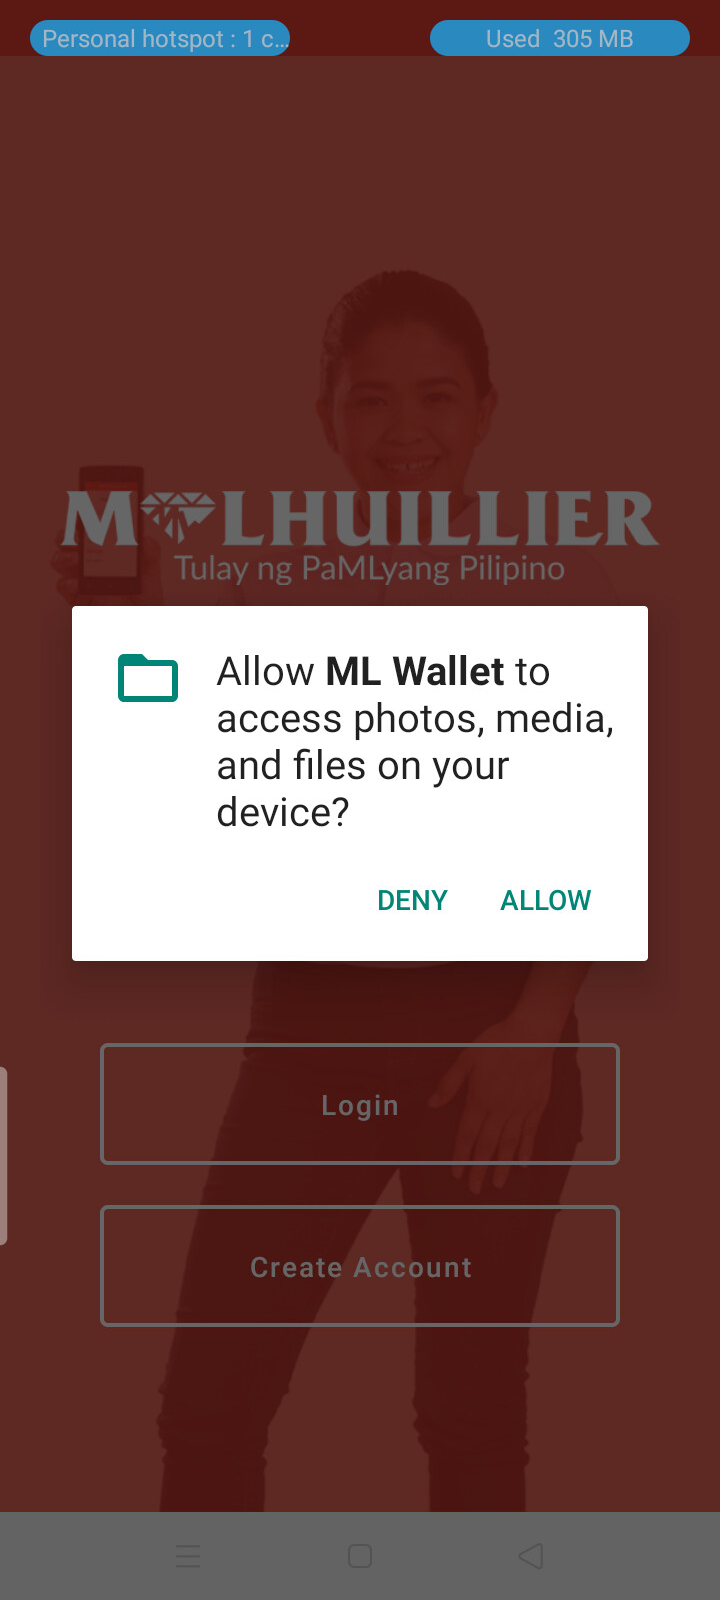 Personal hotspot : 1 c...
Used 305 MB
M LHUILLIER
Tulay ng PaMLyang Pilipino
Allow ML Wallet to
access photos, media,
and files on your
device?
DENY
ALLOW
Login
Create Account